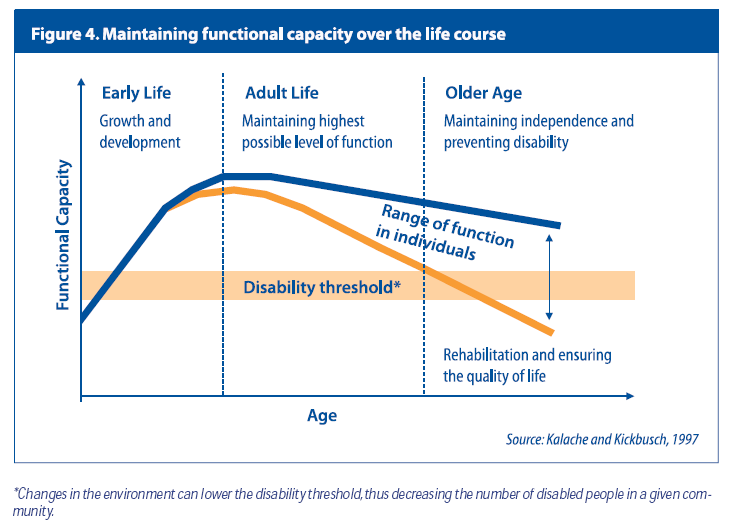 Figure 4. Maintaining functional capacity over the life course
Early Life
Growth and
development
Adult Life
Maintaining highest
possible level of function
Older Age
Maintaining independence and
preventing disability
Functional Capacity
Range of function
in individuals
Disability threshold*
Rehabilitation and ensuring
the quality of life
Age
Source: Kalache and Kickbusch, 1997
*Changes in the environment can lower the disability threshold, thus decreasing the number of disabled people in a given com-
munity.